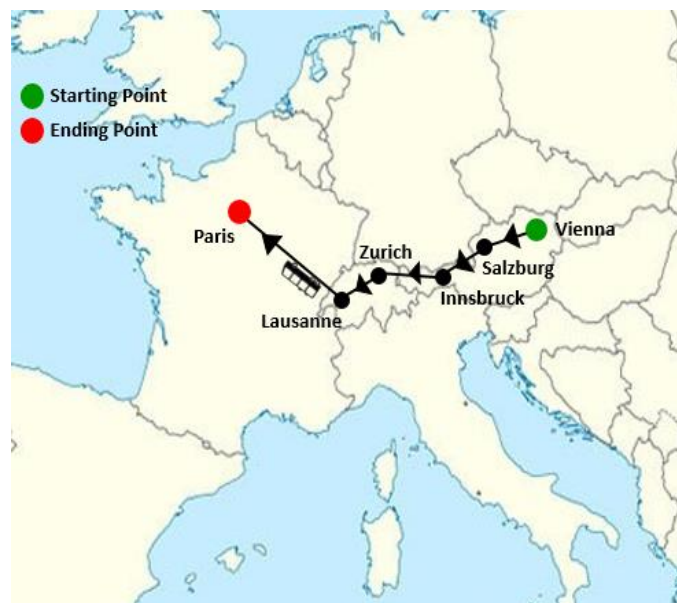 Starting Point
Ending Point
Paris
Vienna
Zurich
Salzburg
Innsbruck
Lausanne